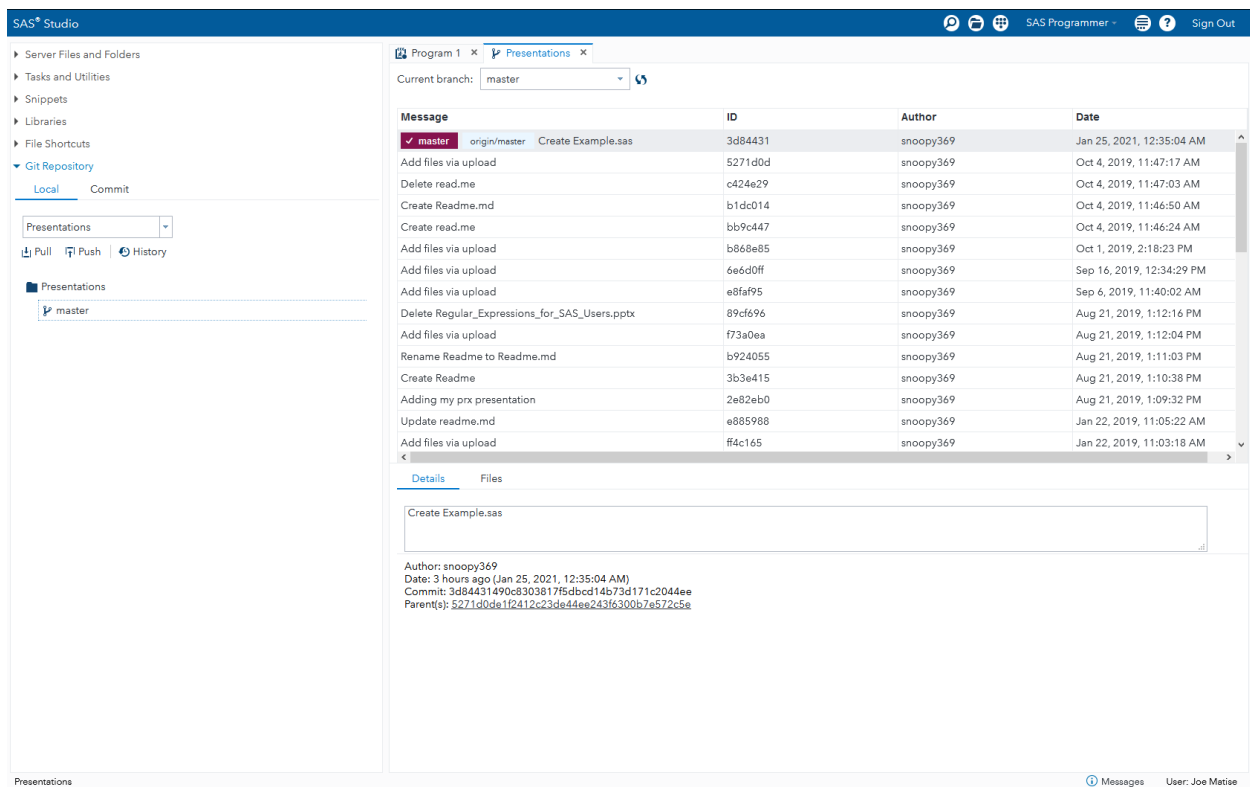 SAS® Studio
SAS Programmer
Sign Out
Server Files and Folders
Tasks and Utilities
Snippets
Libraries
File Shortcuts
Git Repository
Local Commit
Presentations
Pull Push History
Presentations
master
Program 1 Presentations
Current branch: master
Message ID Author Date
master origin/master Create Example.sas 3d84431 snoopy369 Jan 25, 2021, 12:35:04 AM
Add files via upload 5271d0d snoopy369 Oct 4, 2019, 11:47:17 AM
Delete read.me c424e29 snoopy369 Oct 4, 2019, 11:47:03 AM
Create Readme.md b1dc014 snoopy369 Oct 4, 2019, 11:46:50 AM
Create read.me bb9c447 snoopy369 Oct 4, 2019, 11:46:24 AM
Add files via upload b868e85 snoopy369 Oct 1, 2019, 2:18:23 PM
Add files via upload 6e6d0ff snoopy369 Sep 16, 2019, 12:34:29 PM
Add files via upload e8faf95 snoopy369 Sep 6, 2019, 11:40:02 AM
Delete Regular_Expressions_for_SAS_Users.pptx 89cf696 snoopy369 Aug 21, 2019, 1:12:16 PM
Add files via upload f73a0ea snoopy369 Aug 21, 2019, 1:12:04 PM
Rename Readme to Readme.md b924055 snoopy369 Aug 21, 2019, 1:11:03 PM
Create Readme 3b3e415 snoopy369 Aug 21, 2019, 1:10:38 PM
Adding my prx presentation 2e82eb0 snoopy369 Aug 21, 2019, 1:09:32 PM
Update readme.md e885988 snoopy369 Jan 22, 2019, 11:05:22 AM
Add files via upload ff4c165 snoopy369 Jan 22, 2019, 11:03:18 AM
Details Files
Create Example.sas
Author: snoopy369
Date: 3 hours ago (Jan 25, 2021, 12:35:04 AM)
Commit: 3d84431490c8303817f5dbcd14b73d171c2044ee
Parent(s): 5271d0de1f2412c23de44ee243f6300b7e572c5e
Presentations
Messages User: Joe Matise